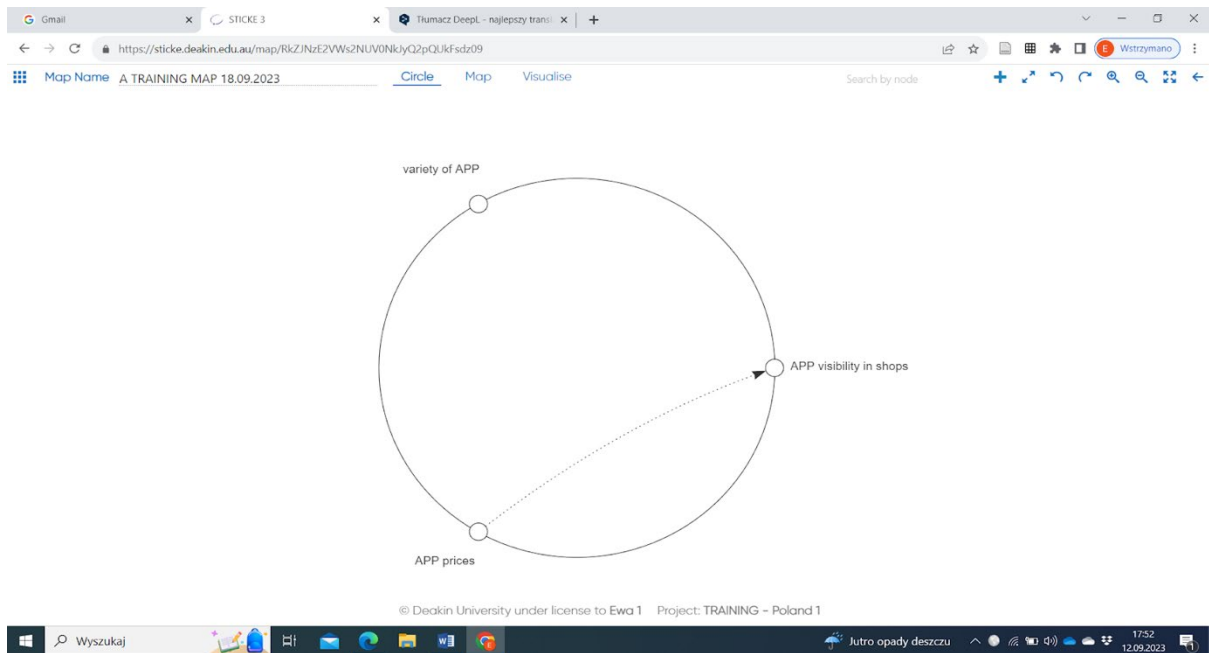 Gmail
STICKE 3
Tłumacz DeepL - najlepszy transl
https://sticke.deakin.edu.au/map/RkZJNzE2VWs2NUV0NkJyQ2pQUkFsdz09
E Wstrzymano
Map Name A TRAINING MAP 18.09.2023
Circle Map Visualise
Search by node
variety of APP
APP visibility in shops
APP prices
© Deakin University under license to Ewa 1 Project: TRAINING - Poland 1
Wyszukaj
Jutro opady deszczu
17:52
12.09.2023
1